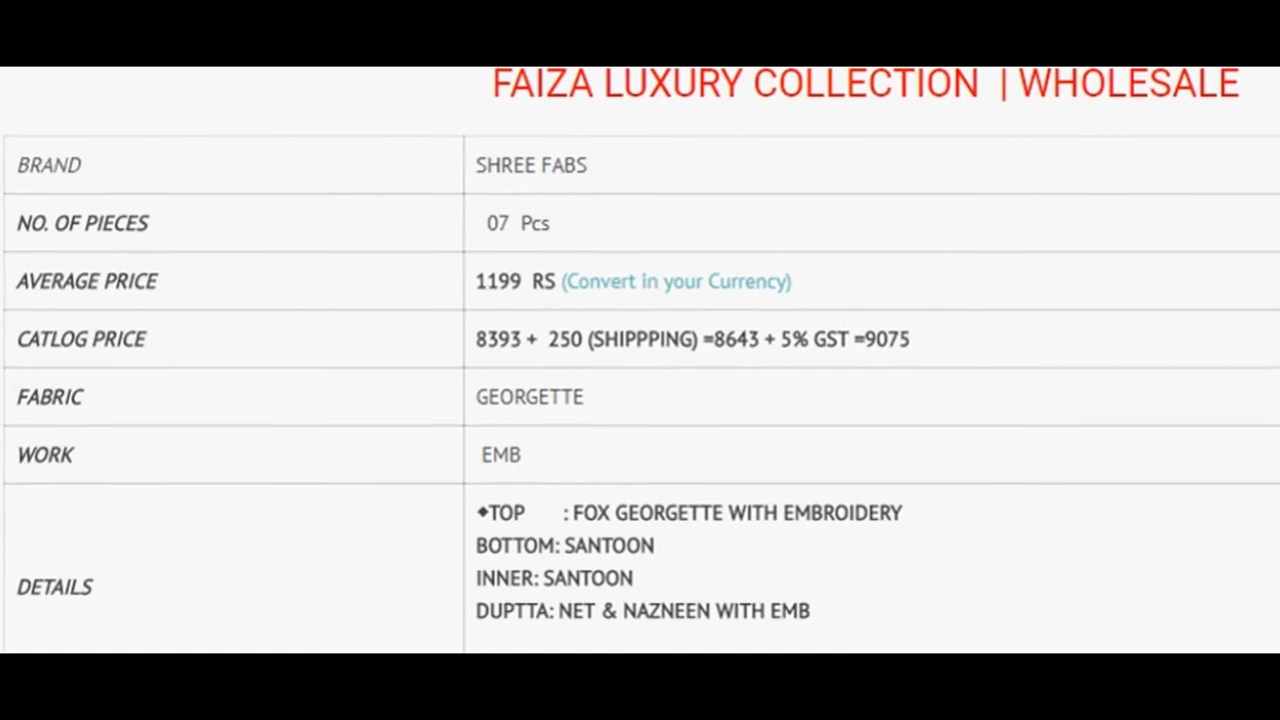 FAIZA LUXURY COLLECTION | WHOLESALE
BRAND SHREE FABS
NO. OF PIECES 07 Pcs
AVERAGE PRICE 1199 RS (Convert in your Currency)
CATLOG PRICE 8393 + 250 (SHIPPPING) =8643 + 5% GST =9075
FABRIC GEORGETTE
WORK EMB
DETAILS
◆TOP : FOX GEORGETTE WITH EMBROIDERY
BOTTOM: SANTOON
INNER: SANTOON
DUPTTA: NET & NAZNEEN WITH EMB